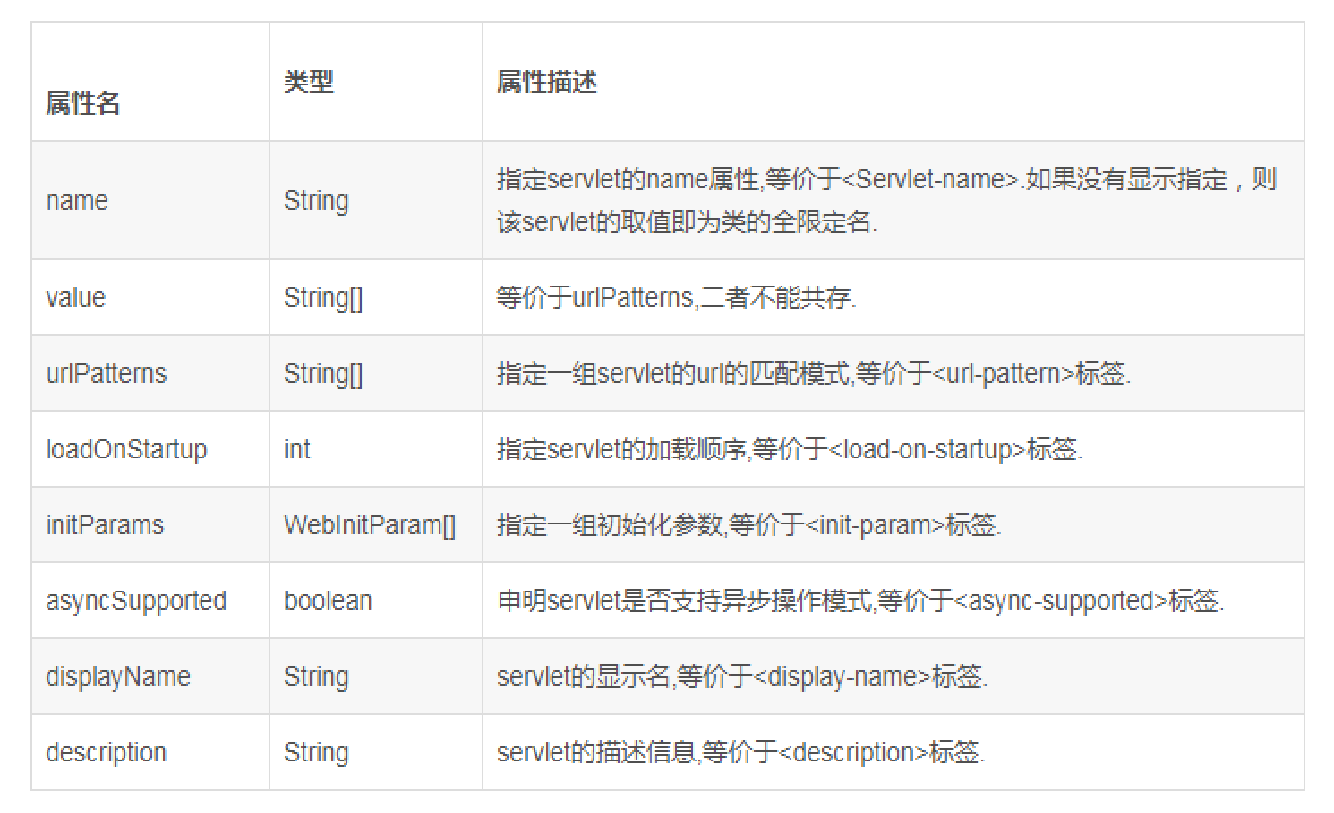 属性名 类型 属性描述
name String 指定servlet的name属性,等价于<Servlet-name>.如果没有显示指定，则
该servlet的取值即为类的全限定名.
value String[] 等价于urlPatterns,二者不能共存.
urlPatterns String[] 指定一组servlet的url的匹配模式,等价于<url-pattern>标签.
loadOnStartup int 指定servlet的加载顺序,等价于<load-on-startup>标签.
initParams WebInitParam[] 指定一组初始化参数,等价于<init-param>标签.
asyncSupported boolean 申明servlet是否支持异步操作模式,等价于<async-supported>标签.
displayName String servlet的显示名,等价于<display-name>标签.
description String servlet的描述信息,等价于<description>标签.